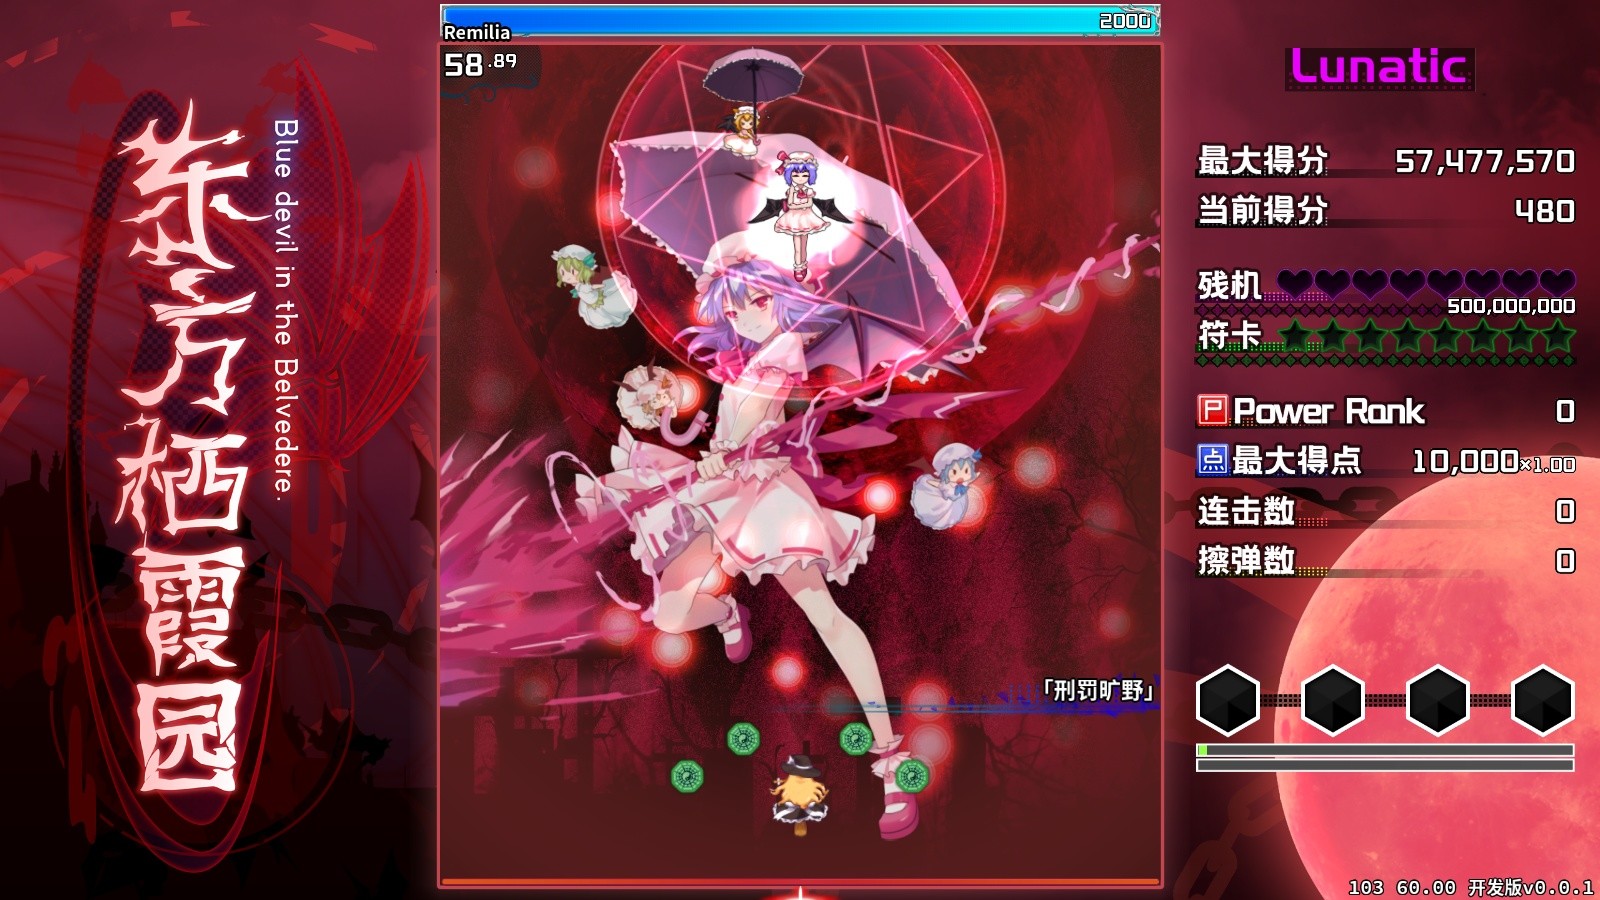 东方栖霞园
Blue devil in the Belvedere.
Remilia
2000
58.89
「刑罚旷野」
Lunatic
最大得分 57,477,570
当前得分 480
残机
500,000,000
符卡
P Power Rank 0
点 最大得点 10,000×1.00
连击数 0
擦弹数 0
103 60.00 开发版v0.0.1